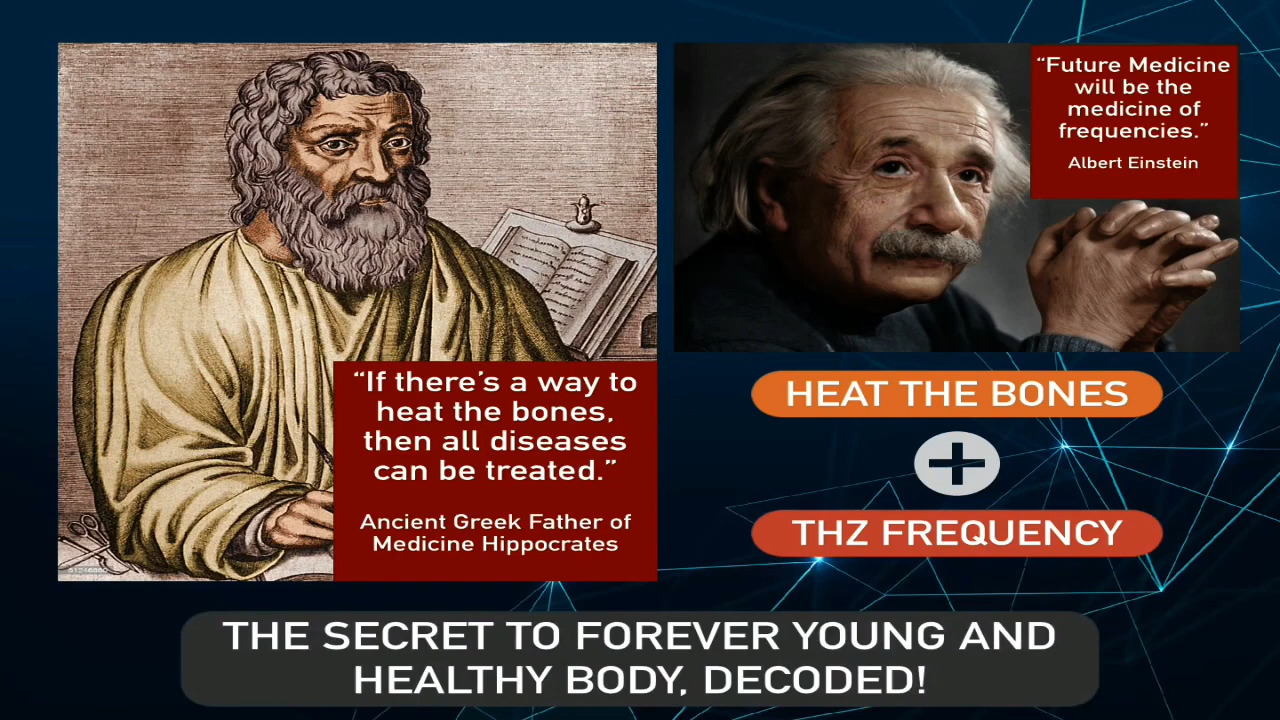 “If there’s a way to
heat the bones,
then all diseases
can be treated.”
Ancient Greek Father of
Medicine Hippocrates
“Future Medicine
will be the
medicine of
frequencies.”
Albert Einstein
HEAT THE BONES
+
THZ FREQUENCY
THE SECRET TO FOREVER YOUNG AND
HEALTHY BODY, DECODED!